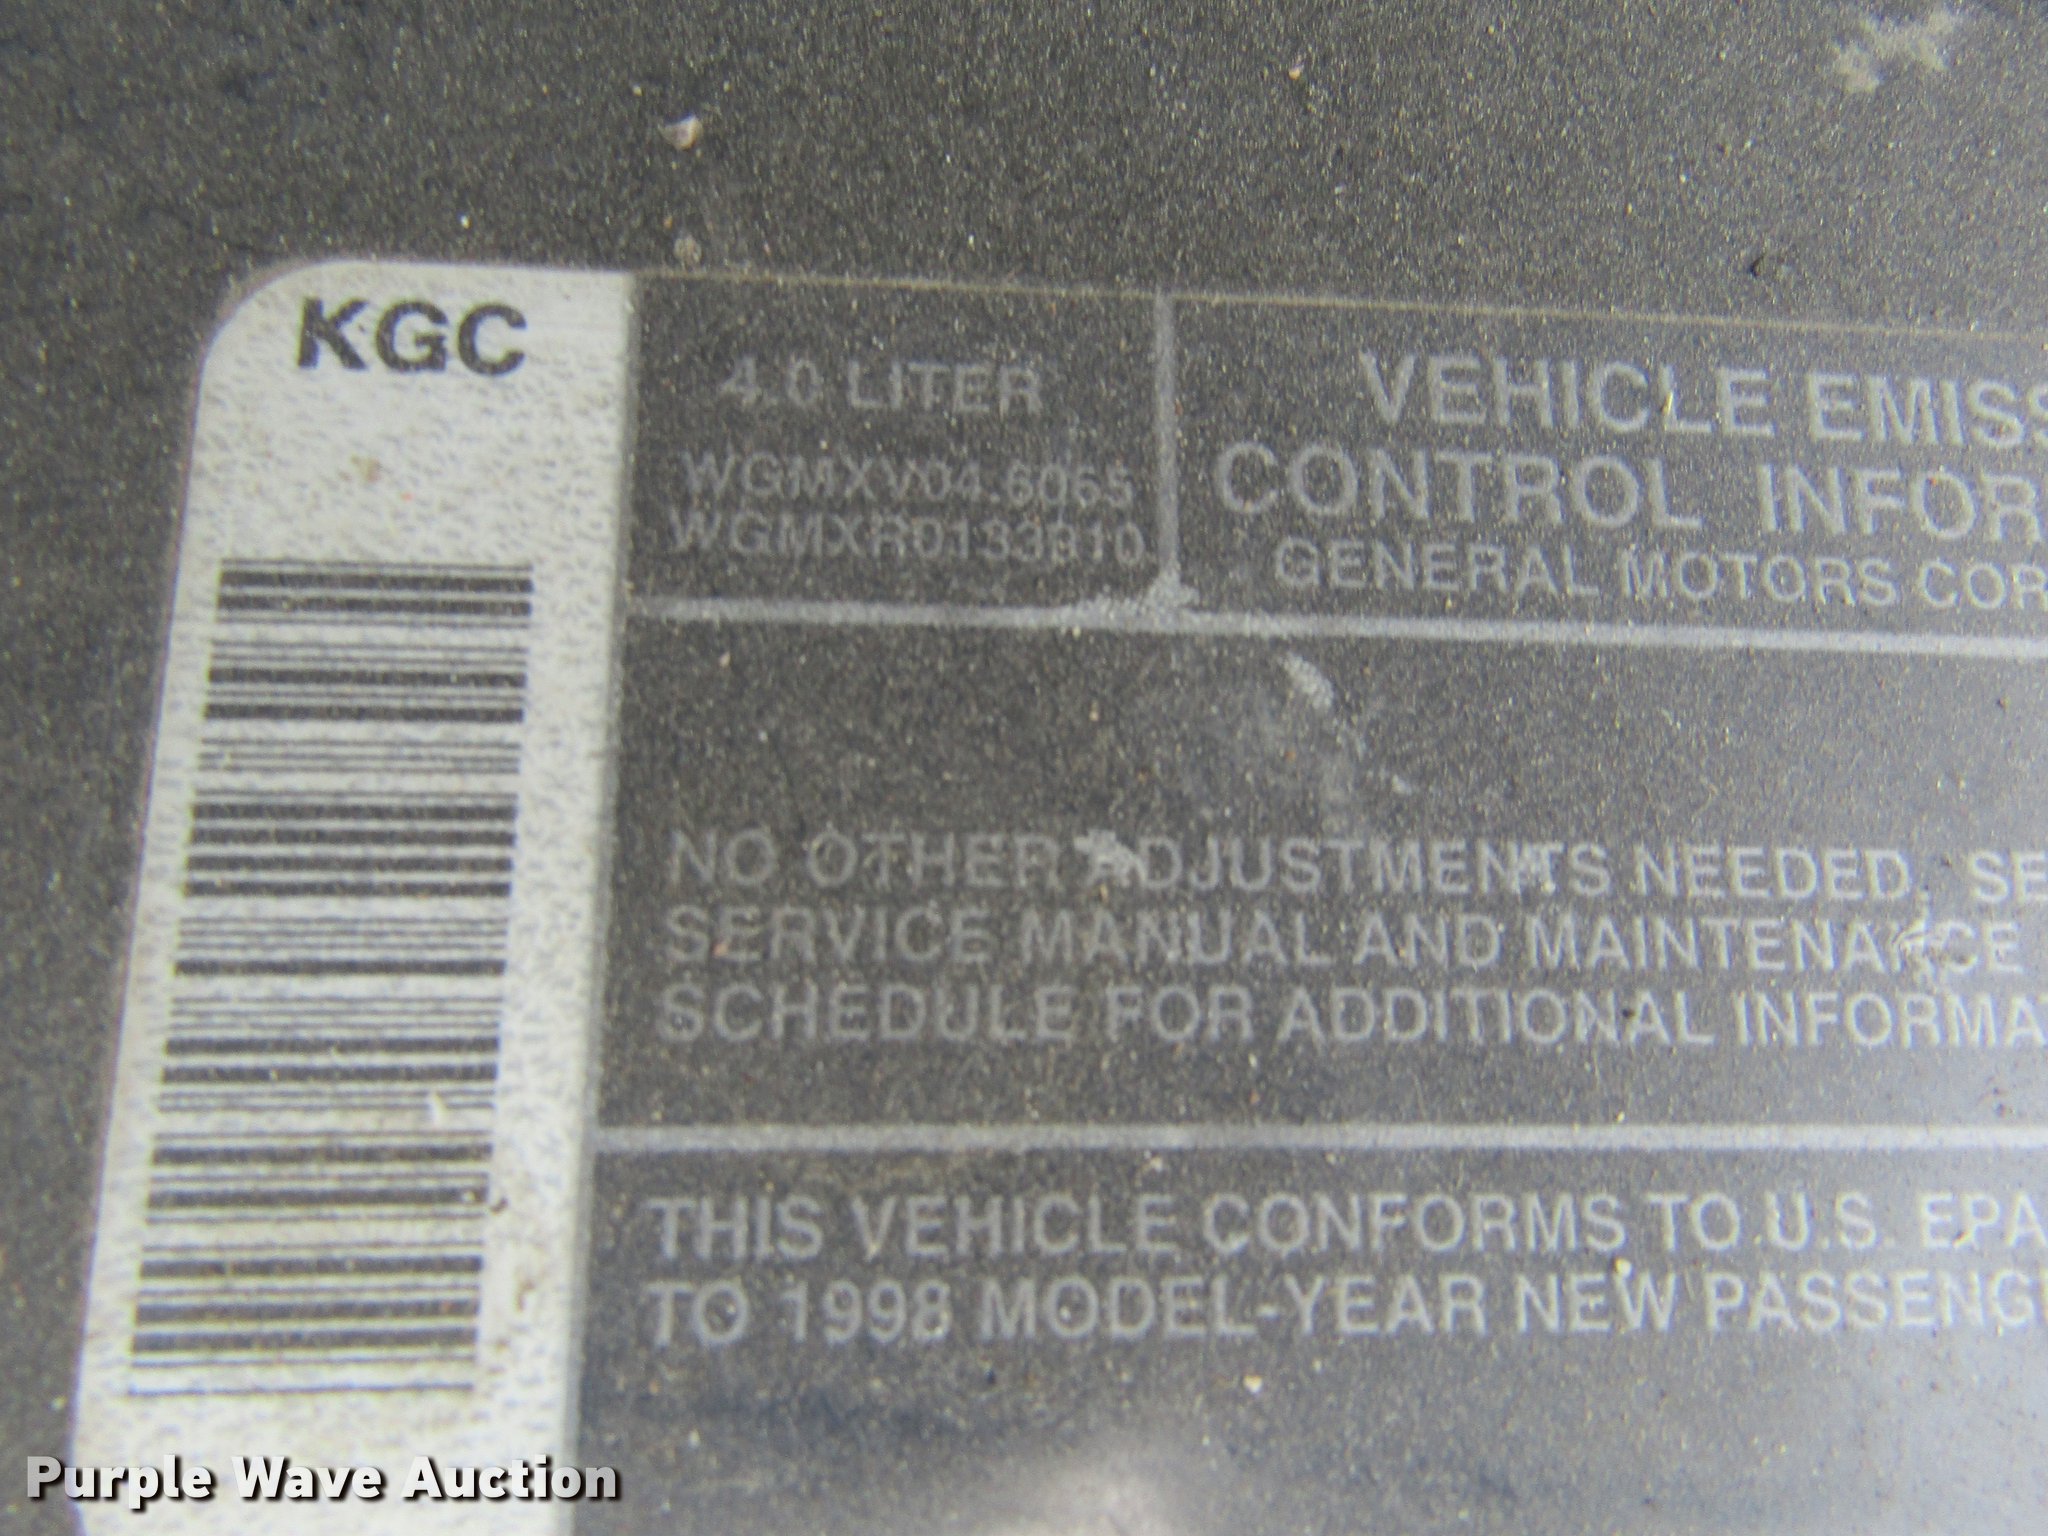 KGC
4.0 LITER
WGMXV04.6065
WGMXR0133910
VEHICLE EMISS
CONTROL INFOR
GENERAL MOTORS COR
NO OTHER ADJUSTMENTS NEEDED. SE
SERVICE MANUAL AND MAINTENANCE
SCHEDULE FOR ADDITIONAL INFORMA
THIS VEHICLE CONFORMS TO U.S. EPA
TO 1998 MODEL-YEAR NEW PASSENG
Purple Wave Auction